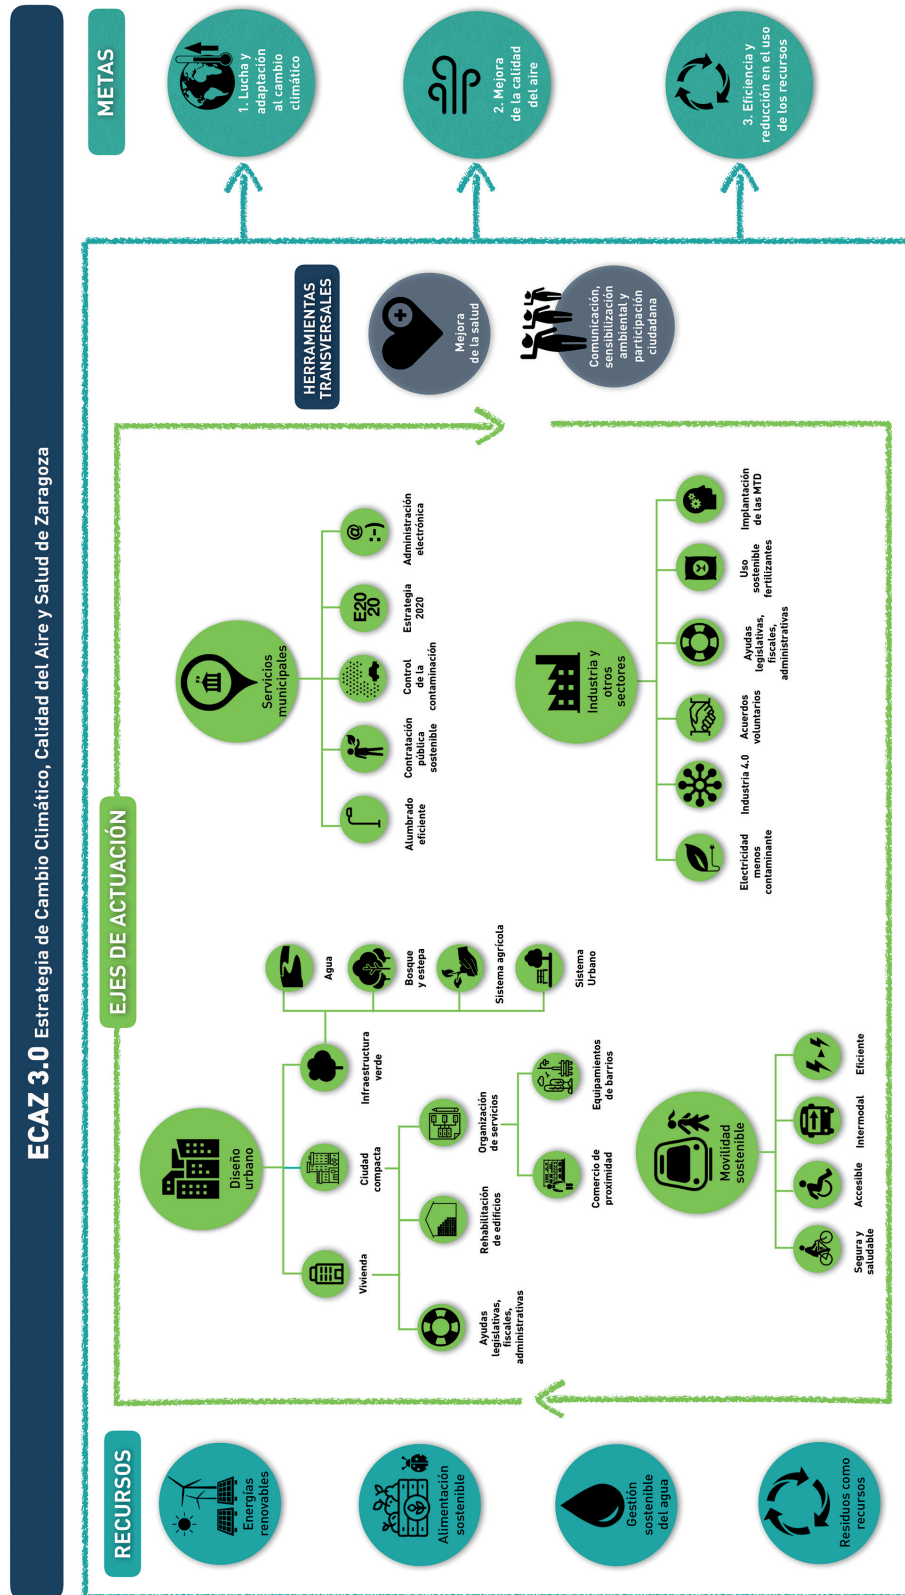 ECAZ 3.0 Estrategia de Cambio Climático, Calidad del Aire y Salud de Zaragoza
RECURSOS
Energías
renovables
Alimentación
sostenible
Gestión
sostenible
del agua
Residuos como
recursos
EJES DE ACTUACIÓN
Diseño
urbano
Vivienda
Ciudad
compacta
Infraestructura
verde
Agua
Bosque
y estepa
Sistema agrícola
Sistema
Urbano
Ayudas
legislativas,
fiscales,
administrativas
Rehabilitación
de edificios
Organización
de servicios
Comercio de
proximidad
Equipamientos
de barrios
Servicios
municipales
Alumbrado
eficiente
Contratación
pública
sostenible
Control
de la
contaminación
E20
20
Estrategia
2020
@
:-)
Administración
electrónica
Movilidad
sostenible
Segura y
saludable
Accesible
Intermodal
Eficiente
Industria y
otros
sectores
Electricidad
menos
contaminante
Industria 4.0
Acuerdos
voluntarios
Ayudas
legislativas,
fiscales,
administrativas
Uso
sostenible
fertilizantes
Implantación
de las MTD
HERRAMIENTAS
TRANSVERSALES
Mejora
de la salud
Comunicación,
sensibilización
ambiental y
participación
ciudadana
METAS
1. Lucha y
adaptación
al cambio
climático
2. Mejora
de la calidad
del aire
3. Eficiencia y
reducción en el uso
de los recursos